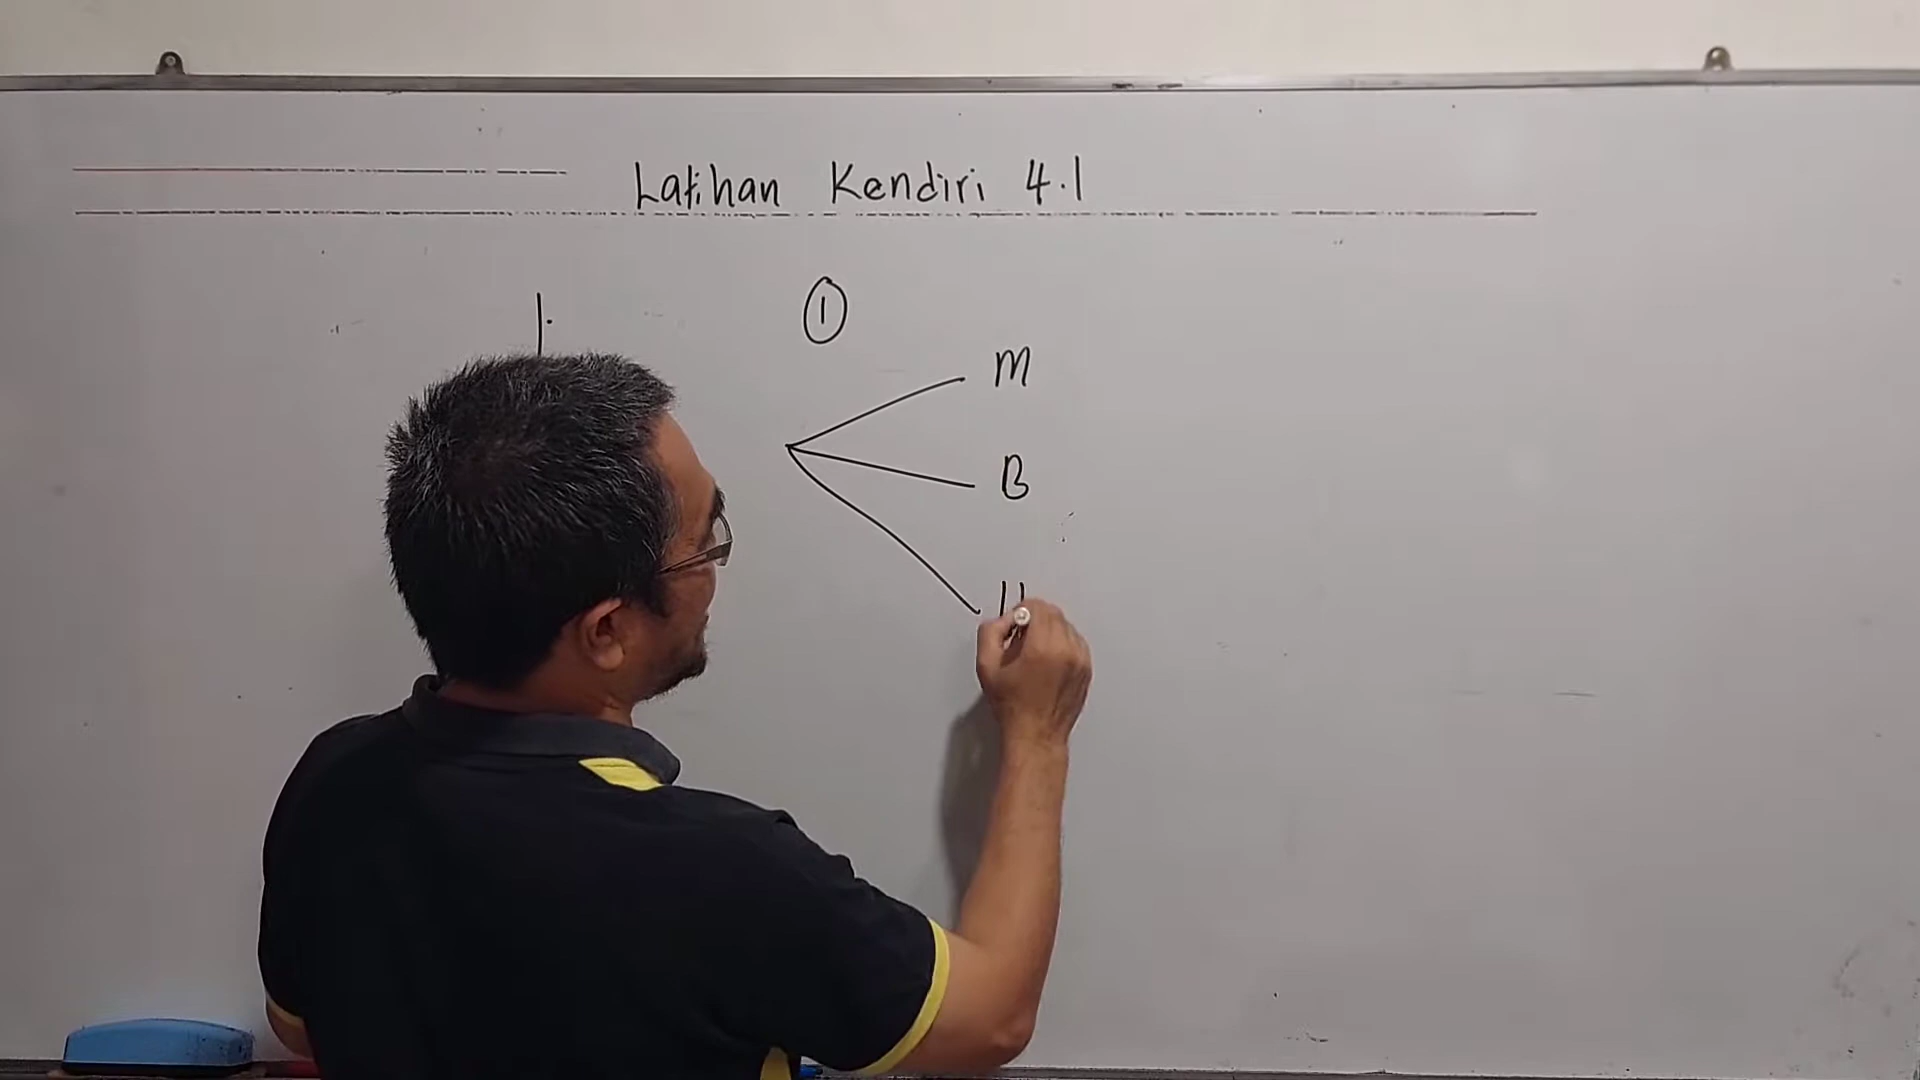 Latihan Kendiri 4.1
1.
①
M
B
H